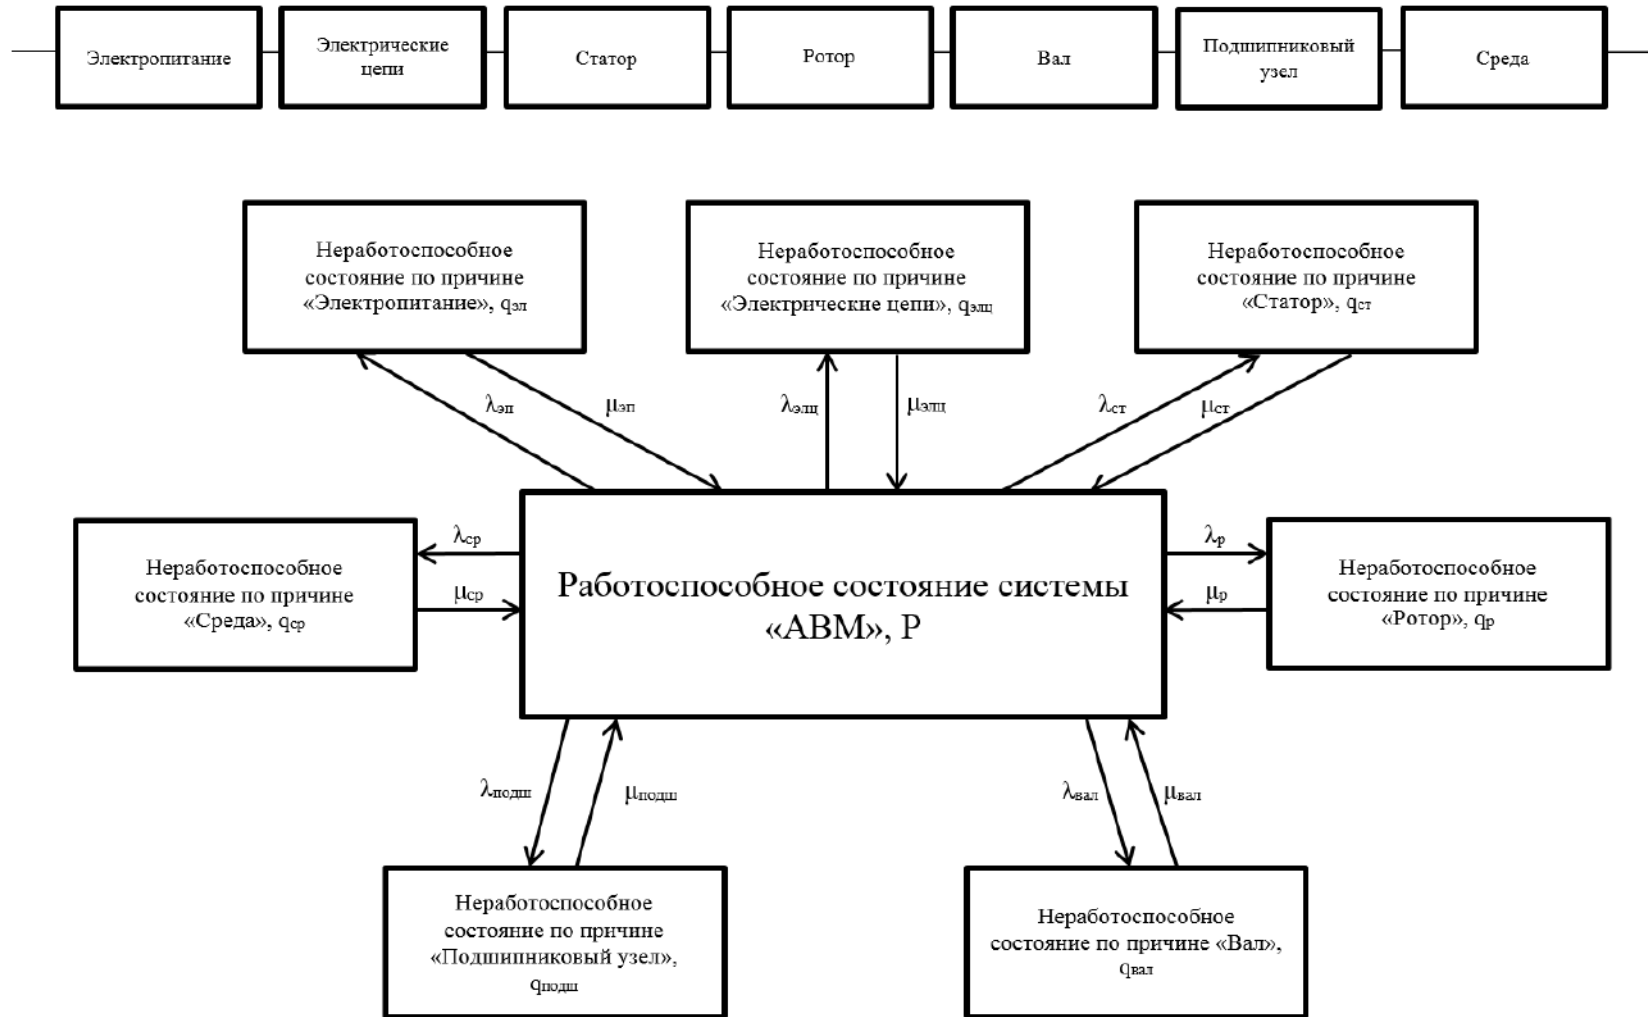 Электропитание
Электрические
цепи
Статор
Ротор
Вал
Подшипниковый
узел
Среда
Неработоспособное
состояние по причине
«Электропитание», qэл
Неработоспособное
состояние по причине
«Электрические цепи», qэлц
Неработоспособное
состояние по причине
«Статор», qст
λэп
μэп
λэлц
μэлц
λст
μст
Неработоспособное
состояние по причине
«Среда», qср
λср
μср
Работоспособное состояние системы
«АВМ», Р
λр
μр
Неработоспособное
состояние по причине
«Ротор», qр
λподш
μподш
λвал
μвал
Неработоспособное
состояние по причине
«Подшипниковый узел»,
qподш
Неработоспособное
состояние по причине «Вал»,
qвал